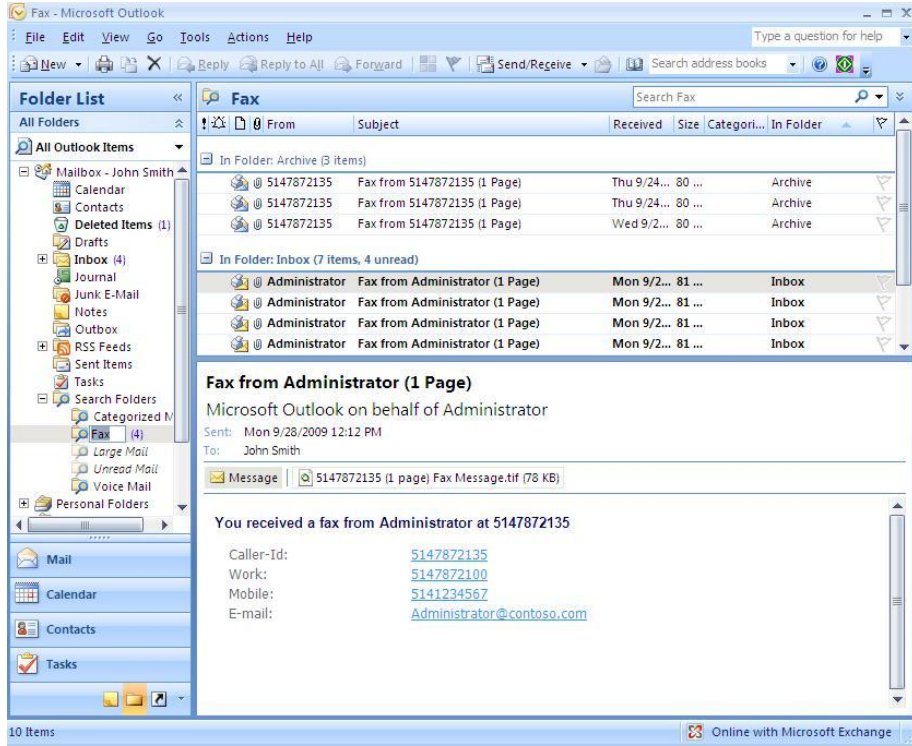 Fax - Microsoft Outlook
File Edit View Go Tools Actions Help Type a question for help
New Reply Reply to All Forward Send/Receive Search address books
Folder List «
All Folders
All Outlook Items
Mailbox - John Smith
Calendar
Contacts
Deleted Items (1)
Drafts
Inbox (4)
Journal
Junk E-Mail
Notes
Outbox
RSS Feeds
Sent Items
Tasks
Search Folders
Categorized M
Fax (4)
Large Mail
Unread Mail
Voice Mail
Personal Folders
Mail
Calendar
Contacts
Tasks
Fax Search Fax
From Subject Received Size Categori... In Folder
In Folder: Archive (3 items)
5147872135 Fax from 5147872135 (1 Page) Thu 9/24... 80 ... Archive
5147872135 Fax from 5147872135 (1 Page) Thu 9/24... 80 ... Archive
5147872135 Fax from 5147872135 (1 Page) Wed 9/2... 80 ... Archive
In Folder: Inbox (7 items, 4 unread)
Administrator Fax from Administrator (1 Page) Mon 9/2... 81 ... Inbox
Administrator Fax from Administrator (1 Page) Mon 9/2... 81 ... Inbox
Administrator Fax from Administrator (1 Page) Mon 9/2... 81 ... Inbox
Administrator Fax from Administrator (1 Page) Mon 9/2... 81 ... Inbox
Fax from Administrator (1 Page)
Microsoft Outlook on behalf of Administrator
Sent: Mon 9/28/2009 12:12 PM
To: John Smith
Message 5147872135 (1 page) Fax Message.tif (78 KB)
You received a fax from Administrator at 5147872135
Caller-Id: 5147872135
Work: 5147872100
Mobile: 5141234567
E-mail: Administrator@contoso.com
10 Items Online with Microsoft Exchange